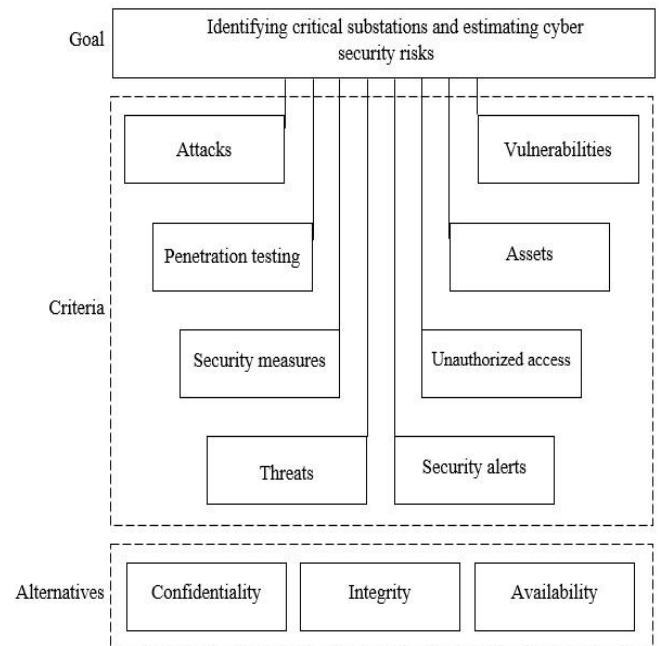 Goal
Identifying critical substations and estimating cyber
security risks
Attacks
Vulnerabilities
Penetration testing
Assets
Criteria
Security measures
Unauthorized access
Threats
Security alerts
Alternatives
Confidentiality
Integrity
Availability